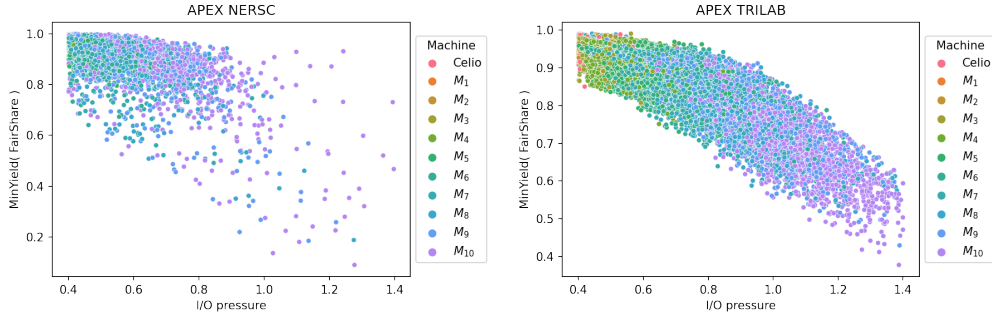 APEX NERSC
MinYield( FairShare )
1.0
0.8
0.6
0.4
0.2
0.4
0.6
0.8
1.0
1.2
1.4
I/O pressure
Machine
Celio
M1
M2
M3
M4
M5
M6
M7
M8
M9
M10
APEX TRILAB
MinYield( FairShare )
1.0
0.9
0.8
0.7
0.6
0.5
0.4
0.4
0.6
0.8
1.0
1.2
1.4
I/O pressure
Machine
Celio
M1
M2
M3
M4
M5
M6
M7
M8
M9
M10